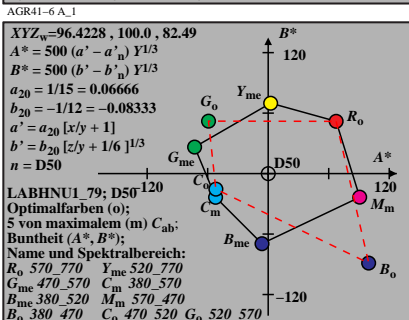 AGR41–6 A_1
XYZw=96.4228 , 100.0 , 82.49
A* = 500 (a' − a'n) Y1/3
B* = 500 (b' − b'n) Y1/3
a20 = 1/15 = 0.06666
b20 = −1/12 = −0.08333
a' = a20 [x/y + 1]
b' = b20 [z/y + 1/6 ]1/3
n = D50
LABHNU1_79; D50
Optimalfarben (o);
5 von maximalem (m) Cab;
Buntheit (A*, B*);
Name und Spektralbereich:
Ro 570_770 Yme 520_770
Gme 470_570 Cm 380_570
Bme 380_520 Mm 570_470
Bo 380_470 Co 470_520 Go 520_570
B*
120
Yme
Go
Ro
Gme
D50
A*
−120
120
Co
Cm
Mm
Bme
Bo
−120